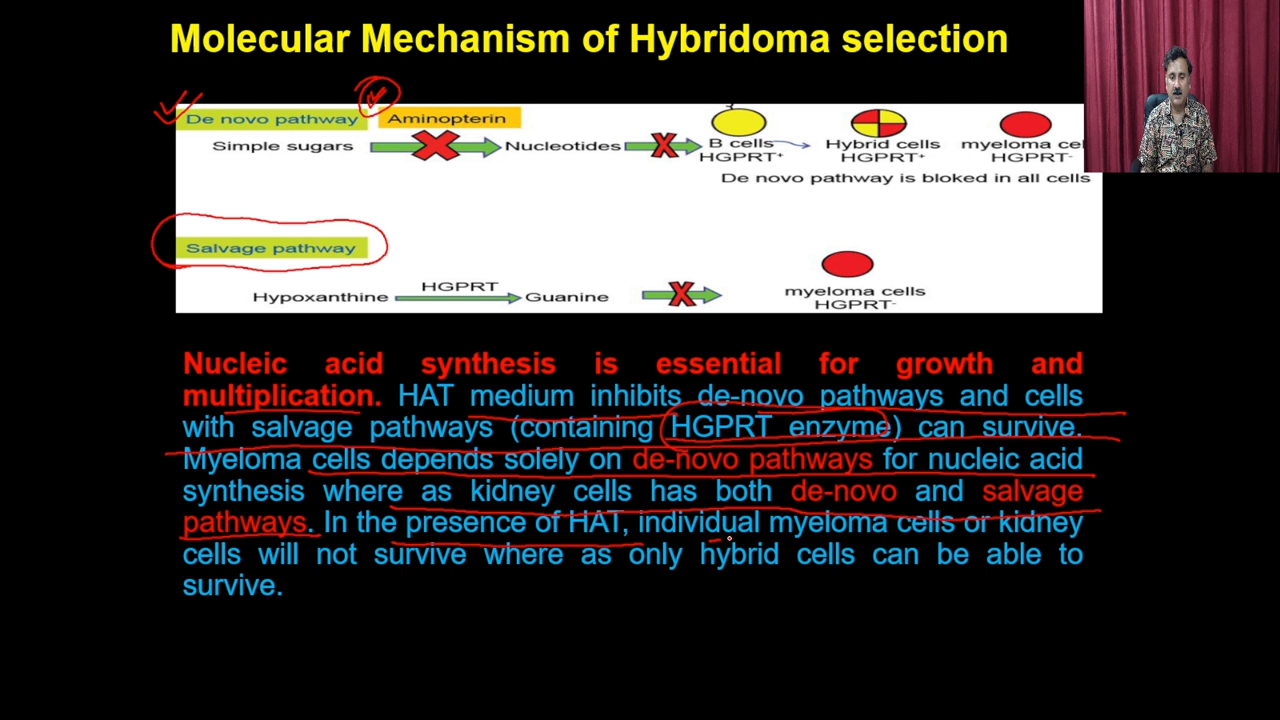 Molecular Mechanism of Hybridoma selection
De novo pathway
Aminopterin
Simple sugars
Nucleotides
B cells
HGPRT+
Hybrid cells
HGPRT+
myeloma cel
HGPRT-
De novo pathway is bloked in all cells
Salvage pathway
Hypoxanthine
HGPRT
Guanine
myeloma cells
HGPRT-
Nucleic acid synthesis is essential for growth and
multiplication. HAT medium inhibits de-novo pathways and cells
with salvage pathways (containing HGPRT enzyme) can survive.
Myeloma cells depends solely on de-novo pathways for nucleic acid
synthesis where as kidney cells has both de-novo and salvage
pathways. In the presence of HAT, individual myeloma cells or kidney
cells will not survive where as only hybrid cells can be able to
survive.